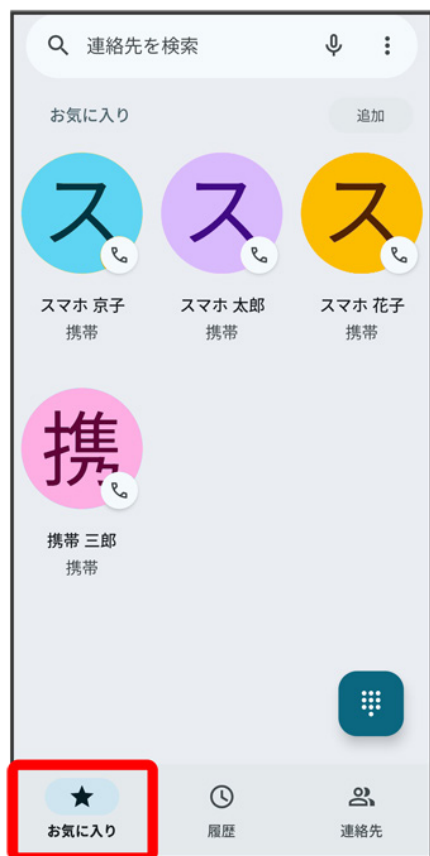 連絡先を検索
お気に入り 追加
ス ス ス
スマホ 京子 スマホ 太郎 スマホ 花子
携帯 携帯 携帯
携
携帯 三郎
携帯
お気に入り 履歴 連絡先